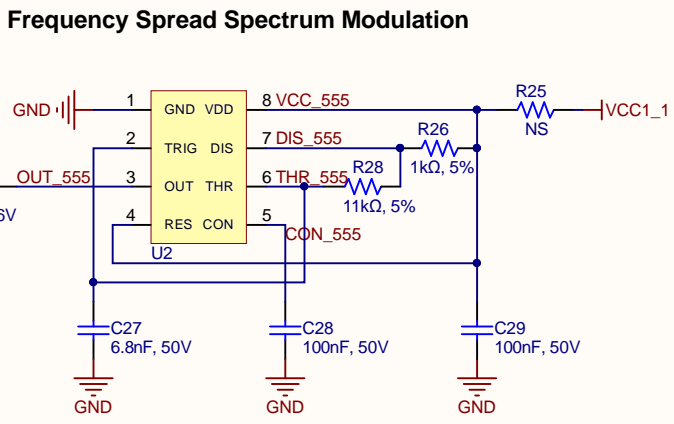 Frequency Spread Spectrum Modulation
R25
GND 1 GND VDD 8 VCC_555 VCC1_1
NS
2 TRIG DIS 7 DIS_555 R26
1kΩ, 5%
OUT_555 3 OUT THR 6 THR_555 R28
6V
11kΩ, 5%
4 RES CON 5
CON_555
U2
C27 C28 C29
6.8nF, 50V 100nF, 50V 100nF, 50V
GND GND GND